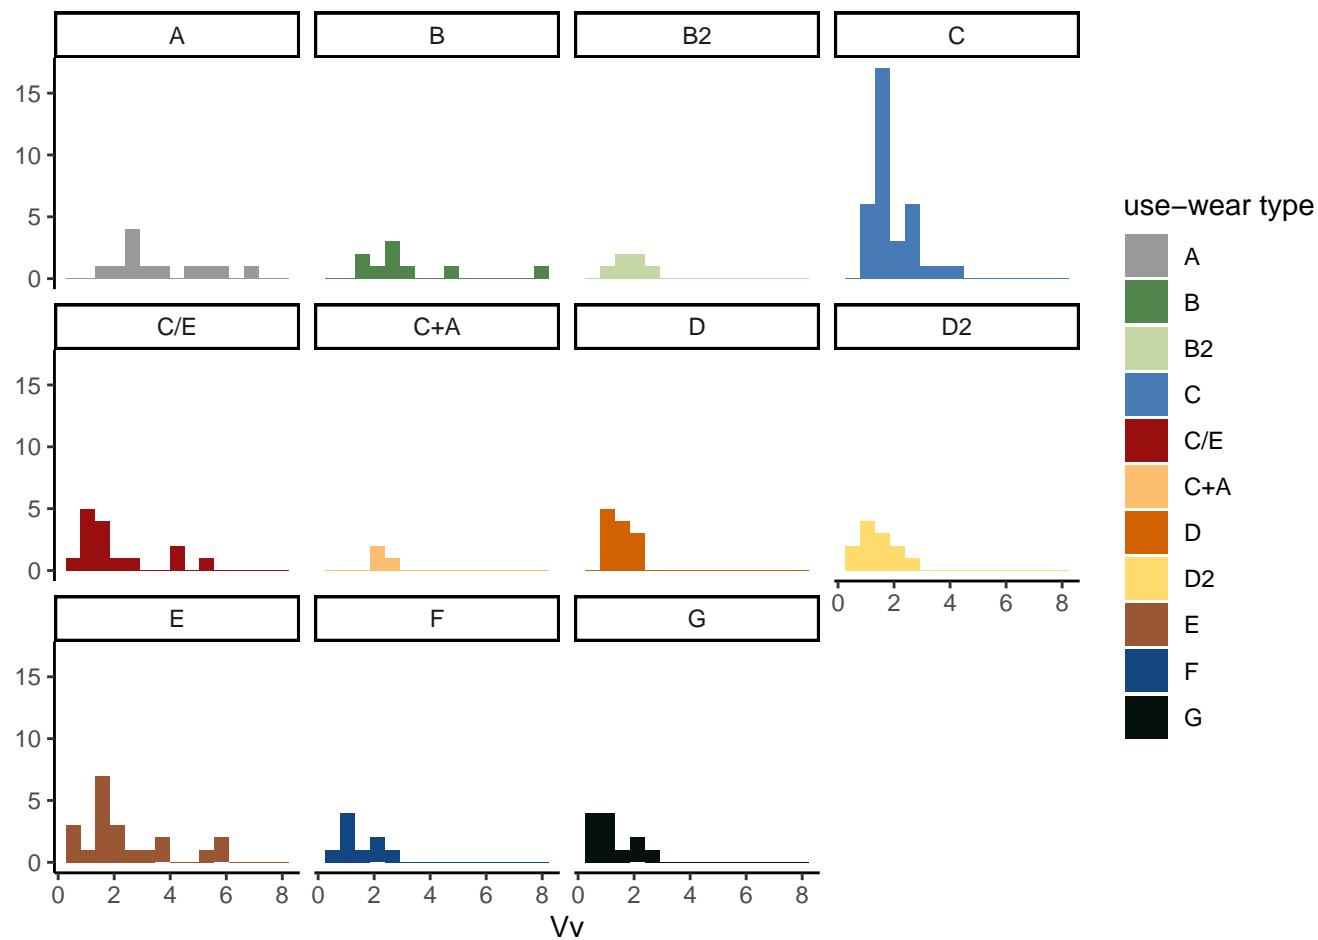 A B B2 C
15
10
5
0
C/E C+A D D2
15
10
5
0
0 2 4 6 8
E F G
15
10
5
0
0 2 4 6 8 0 2 4 6 8 0 2 4 6 8
Vv
use−wear type
A
B
B2
C
C/E
C+A
D
D2
E
F
G